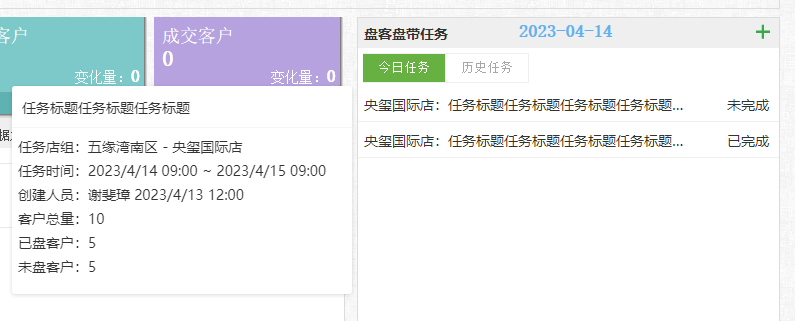 客户
成交客户
0
变化量：0
变化量：0
任务标题任务标题任务标题
任务店组：五缘湾南区 - 央玺国际店
任务时间：2023/4/14 09:00 ~ 2023/4/15 09:00
创建人员：谢斐璋 2023/4/13 12:00
客户总量：10
已盘客户：5
未盘客户：5
盘客盘带任务
2023-04-14
+
今日任务
历史任务
央玺国际店：任务标题任务标题任务标题任务标题... 未完成
央玺国际店：任务标题任务标题任务标题任务标题... 已完成